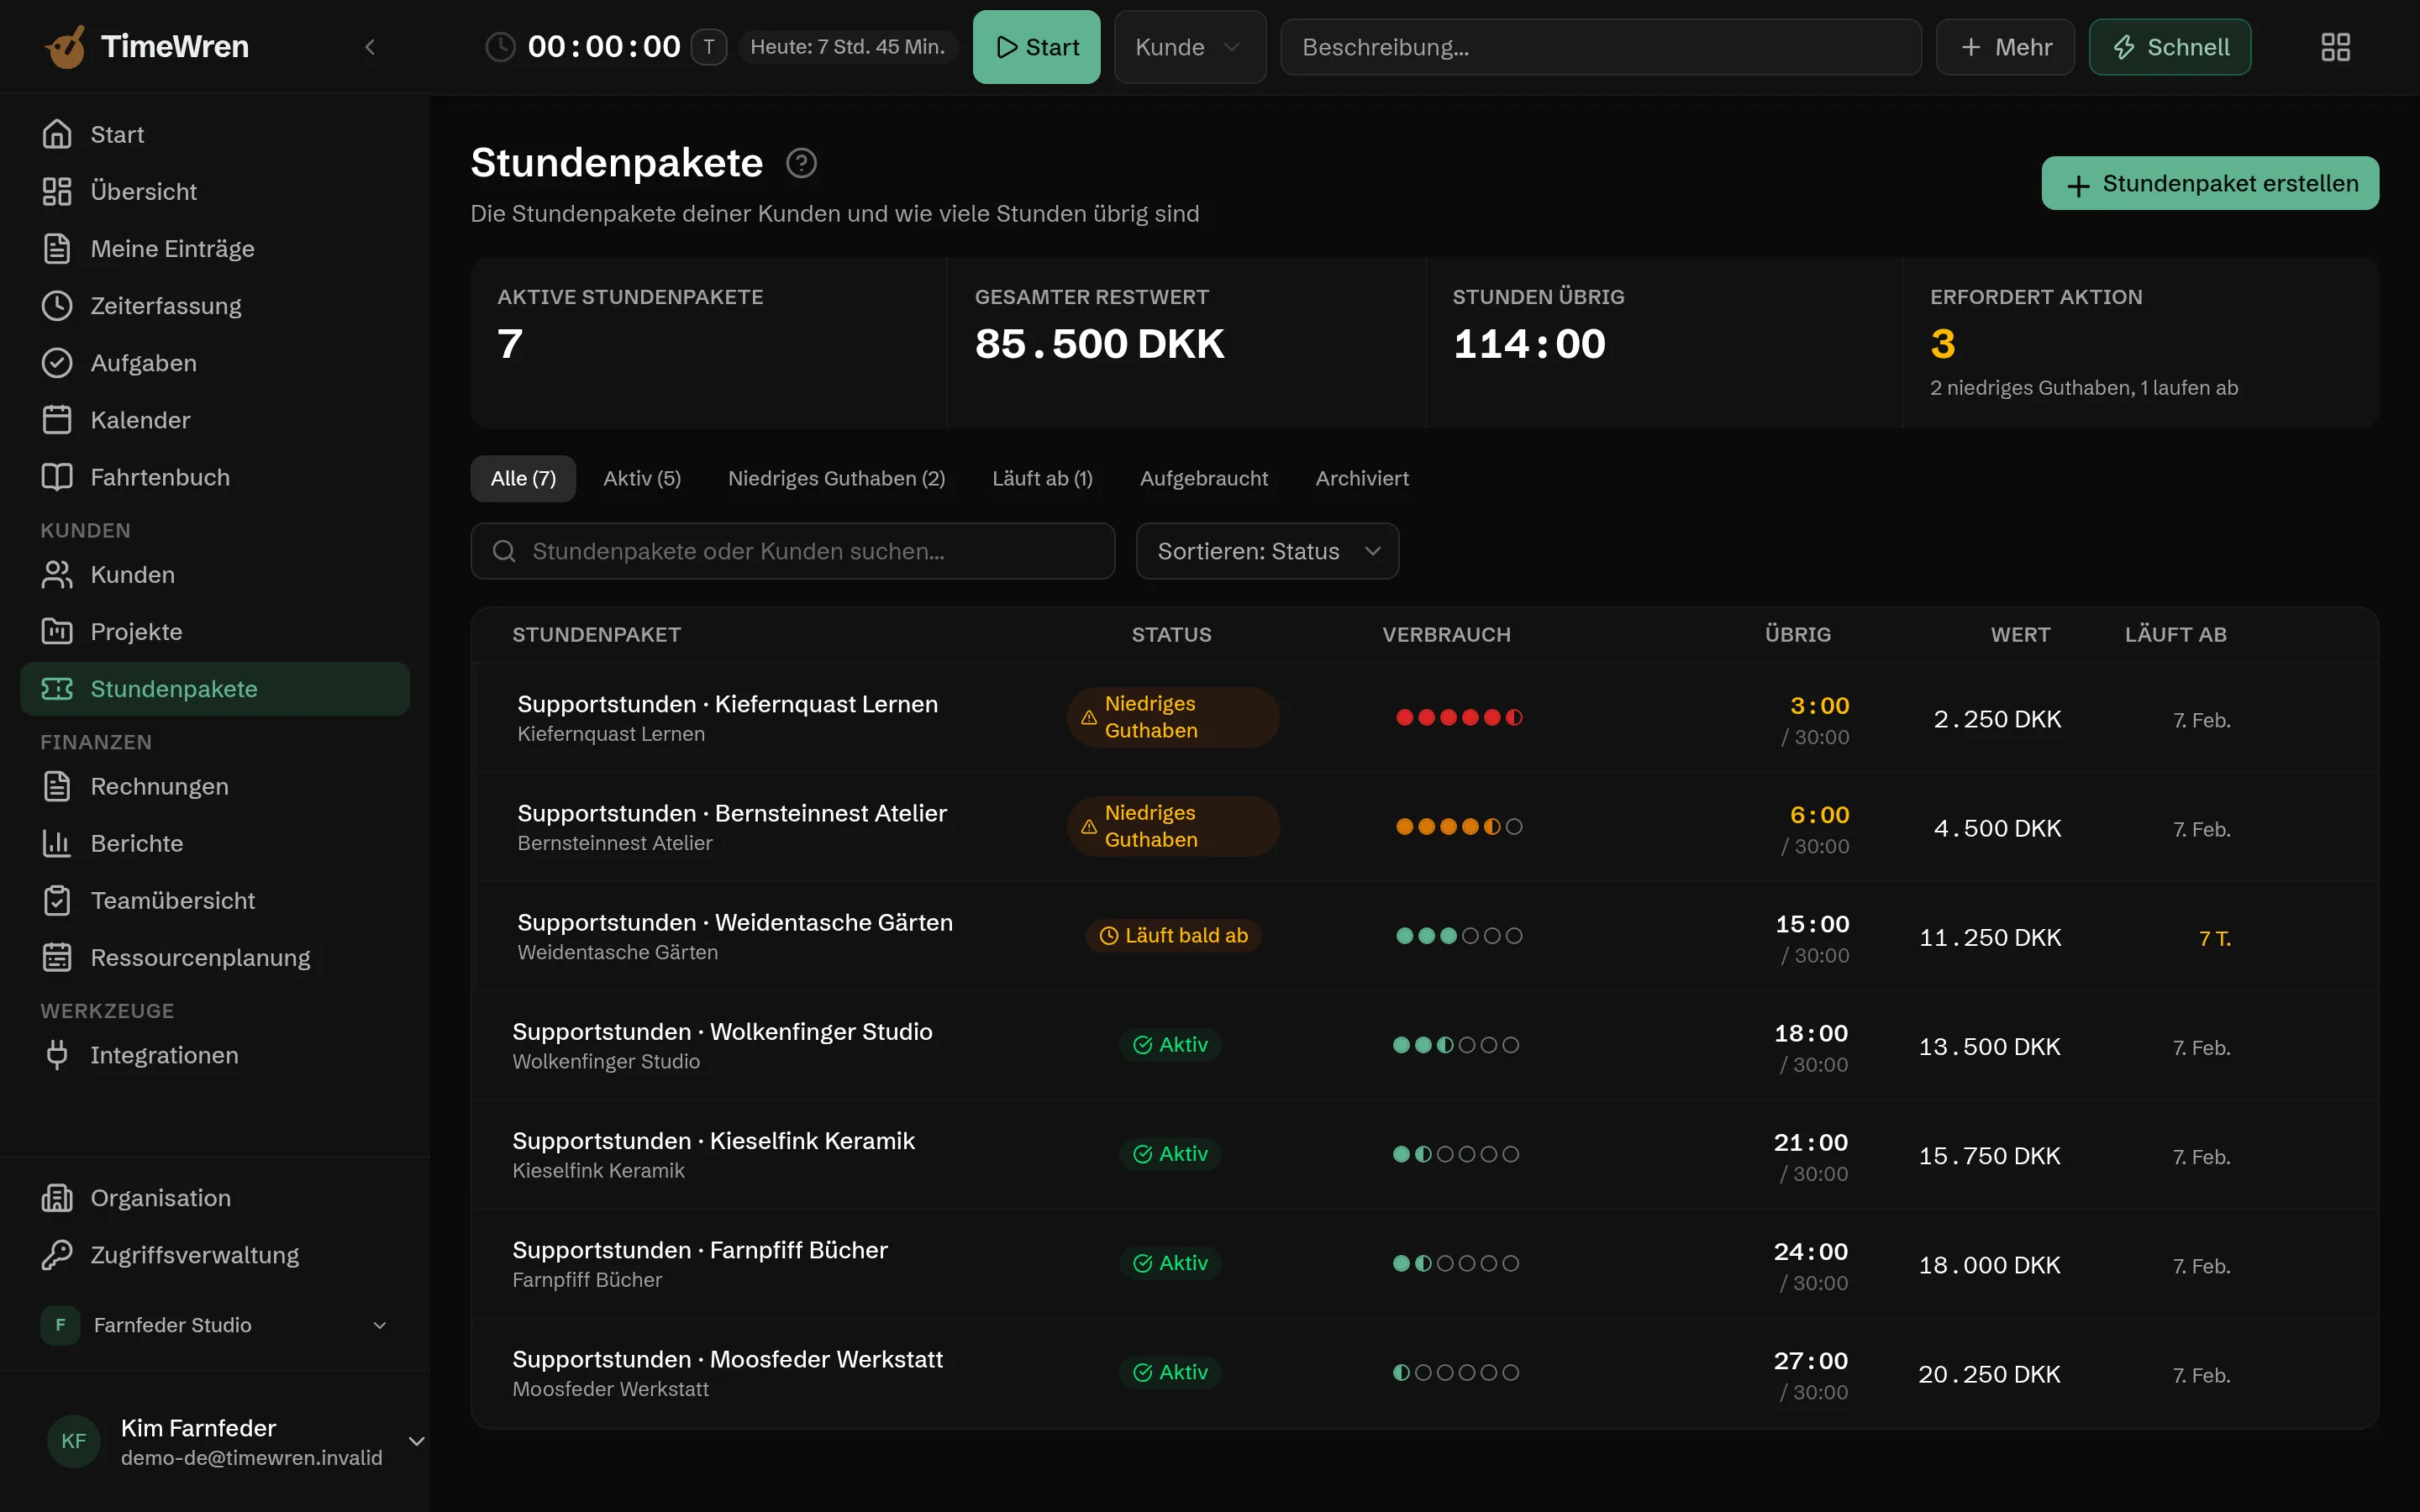 TimeWren
00:00:00 T Heute: 7 Std. 45 Min. Start Kunde Beschreibung... Mehr Schnell
Start
Übersicht
Meine Einträge
Zeiterfassung
Aufgaben
Kalender
Fahrtenbuch
KUNDEN
Kunden
Projekte
Stundenpakete
FINANZEN
Rechnungen
Berichte
Teamübersicht
Ressourcenplanung
WERKZEUGE
Integrationen
Organisation
Zugriffsverwaltung
F Farnfeder Studio
KF Kim Farnfeder
demo-de@timewren.invalid
Stundenpakete
Die Stundenpakete deiner Kunden und wie viele Stunden übrig sind
Stundenpaket erstellen
AKTIVE STUNDENPAKETE
7
GESAMTER RESTWERT
85.500 DKK
STUNDEN ÜBRIG
114:00
ERFORDERT AKTION
3
2 niedriges Guthaben, 1 laufen ab
Alle (7) Aktiv (5) Niedriges Guthaben (2) Läuft ab (1) Aufgebraucht Archiviert
Stundenpakete oder Kunden suchen... Sortieren: Status
STUNDENPAKET STATUS VERBRAUCH ÜBRIG WERT LÄUFT AB
Supportstunden · Kiefernquast Lernen
Kiefernquast Lernen
Niedriges
Guthaben
3:00
/ 30:00
2.250 DKK
7. Feb.
Supportstunden · Bernsteinnest Atelier
Bernsteinnest Atelier
Niedriges
Guthaben
6:00
/ 30:00
4.500 DKK
7. Feb.
Supportstunden · Weidentasche Gärten
Weidentasche Gärten
Läuft bald ab
15:00
/ 30:00
11.250 DKK
7 T.
Supportstunden · Wolkenfinger Studio
Wolkenfinger Studio
Aktiv
18:00
/ 30:00
13.500 DKK
7. Feb.
Supportstunden · Kieselfink Keramik
Kieselfink Keramik
Aktiv
21:00
/ 30:00
15.750 DKK
7. Feb.
Supportstunden · Farnpfiff Bücher
Farnpfiff Bücher
Aktiv
24:00
/ 30:00
18.000 DKK
7. Feb.
Supportstunden · Moosfeder Werkstatt
Moosfeder Werkstatt
Aktiv
27:00
/ 30:00
20.250 DKK
7. Feb.